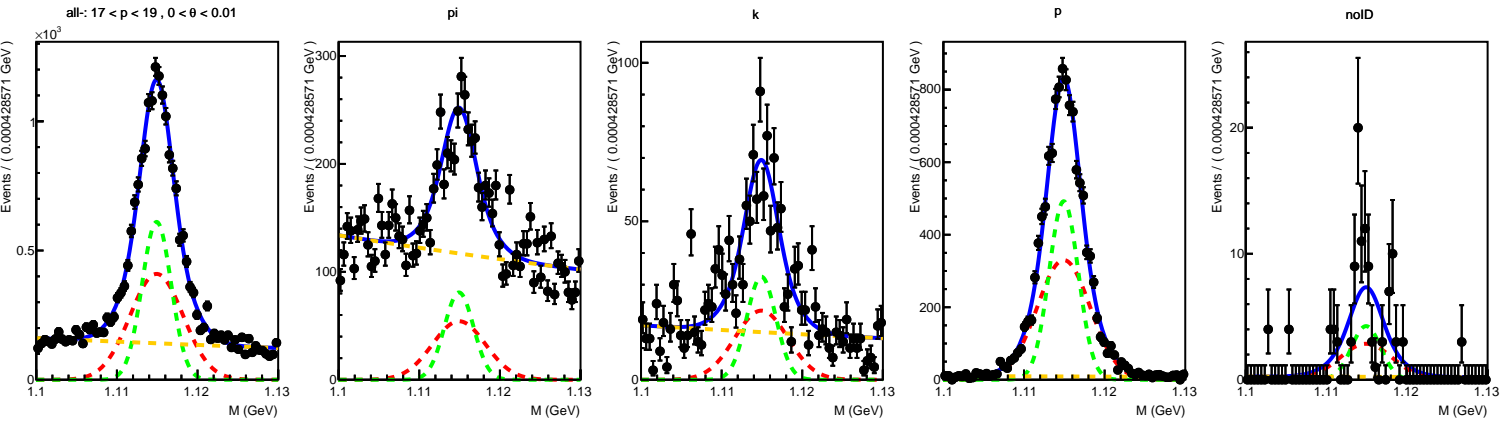 all-: 17 < p < 19 , 0 < θ < 0.01
×10³
Events / ( 0.000428571 GeV )
1
0.5
0
1.1
1.11
1.12
1.13
M (GeV)
pi
Events / ( 0.000428571 GeV )
300
200
100
0
1.1
1.11
1.12
1.13
M (GeV)
k
Events / ( 0.000428571 GeV )
100
50
0
1.1
1.11
1.12
1.13
M (GeV)
p
Events / ( 0.000428571 GeV )
800
600
400
200
0
1.1
1.11
1.12
1.13
M (GeV)
noID
Events / ( 0.000428571 GeV )
20
10
0
1.1
1.11
1.12
1.13
M (GeV)